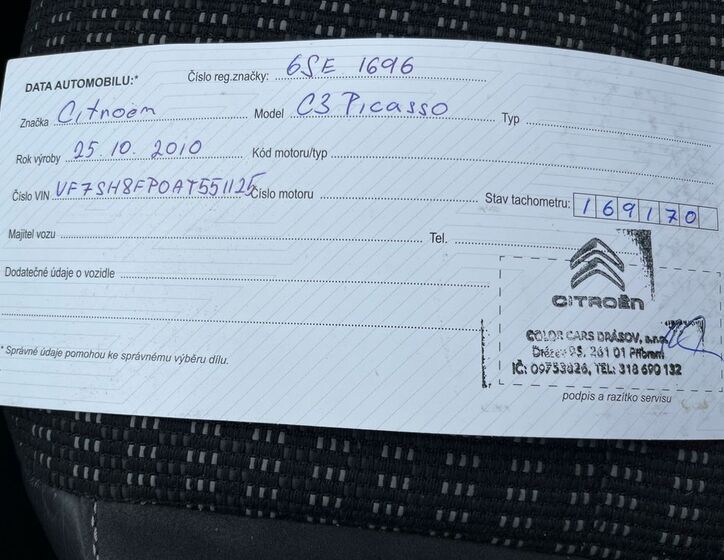 DATA AUTOMOBILU:* Číslo reg.značky: 6SE 1696
Značka Citroën Model C3 Picasso Typ
Rok výroby 25.10.2010 Kód motoru/typ
Číslo VIN VF7SH8FP0AT551125 Číslo motoru Stav tachometru: 169170
Majitel vozu Tel.
Dodatečné údaje o vozidle
CITROËN
COLOR CARS DRÁSOV, s.r.o.
Drásov 95, 261 01 Příbram
IČ: 09753826, TEL: 318 690 132
* Správné údaje pomohou ke správnému výběru dílu.
podpis a razítko servisu